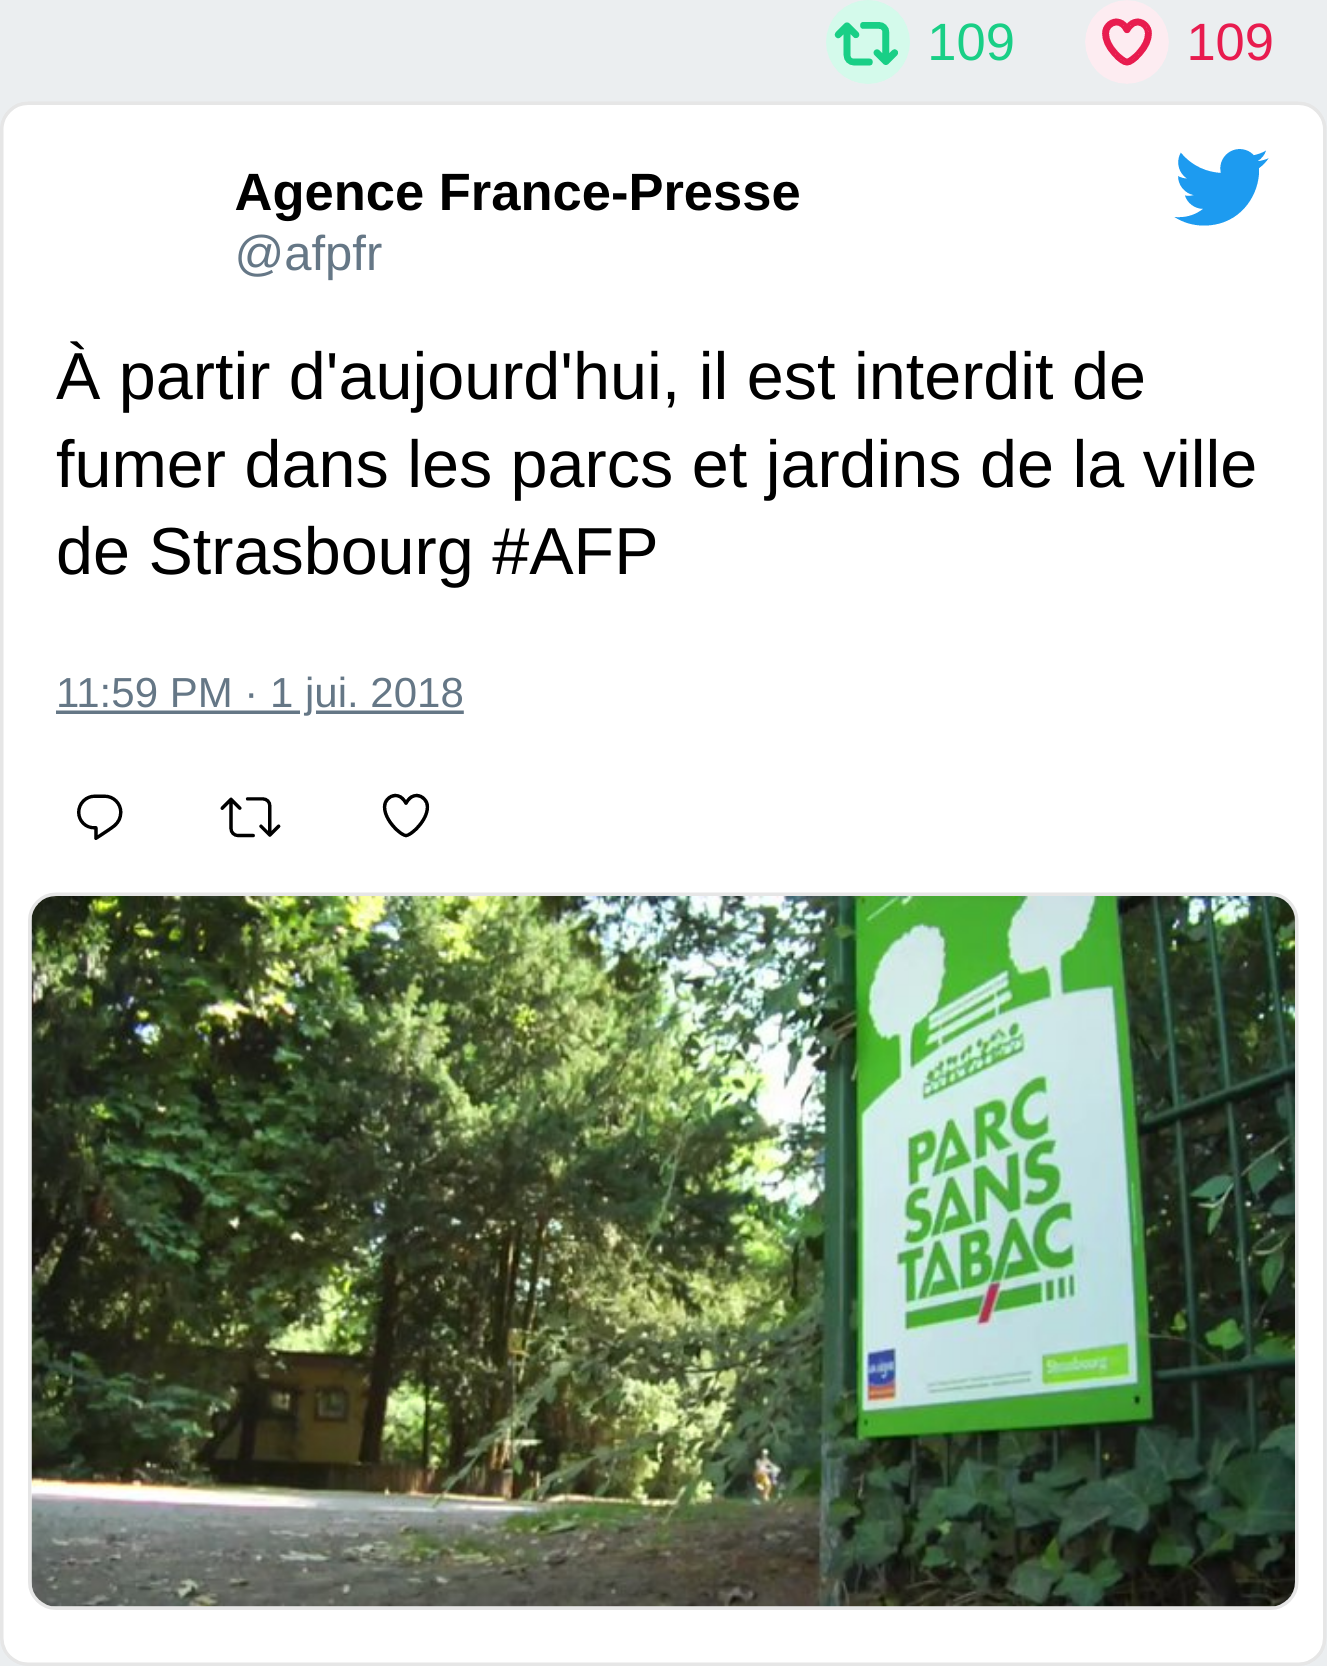 109 109
Agence France-Presse
@afpfr
À partir d'aujourd'hui, il est interdit de
fumer dans les parcs et jardins de la ville
de Strasbourg #AFP
11:59 PM · 1 jui. 2018
PARC
SANS
TABAC
Strasbourg